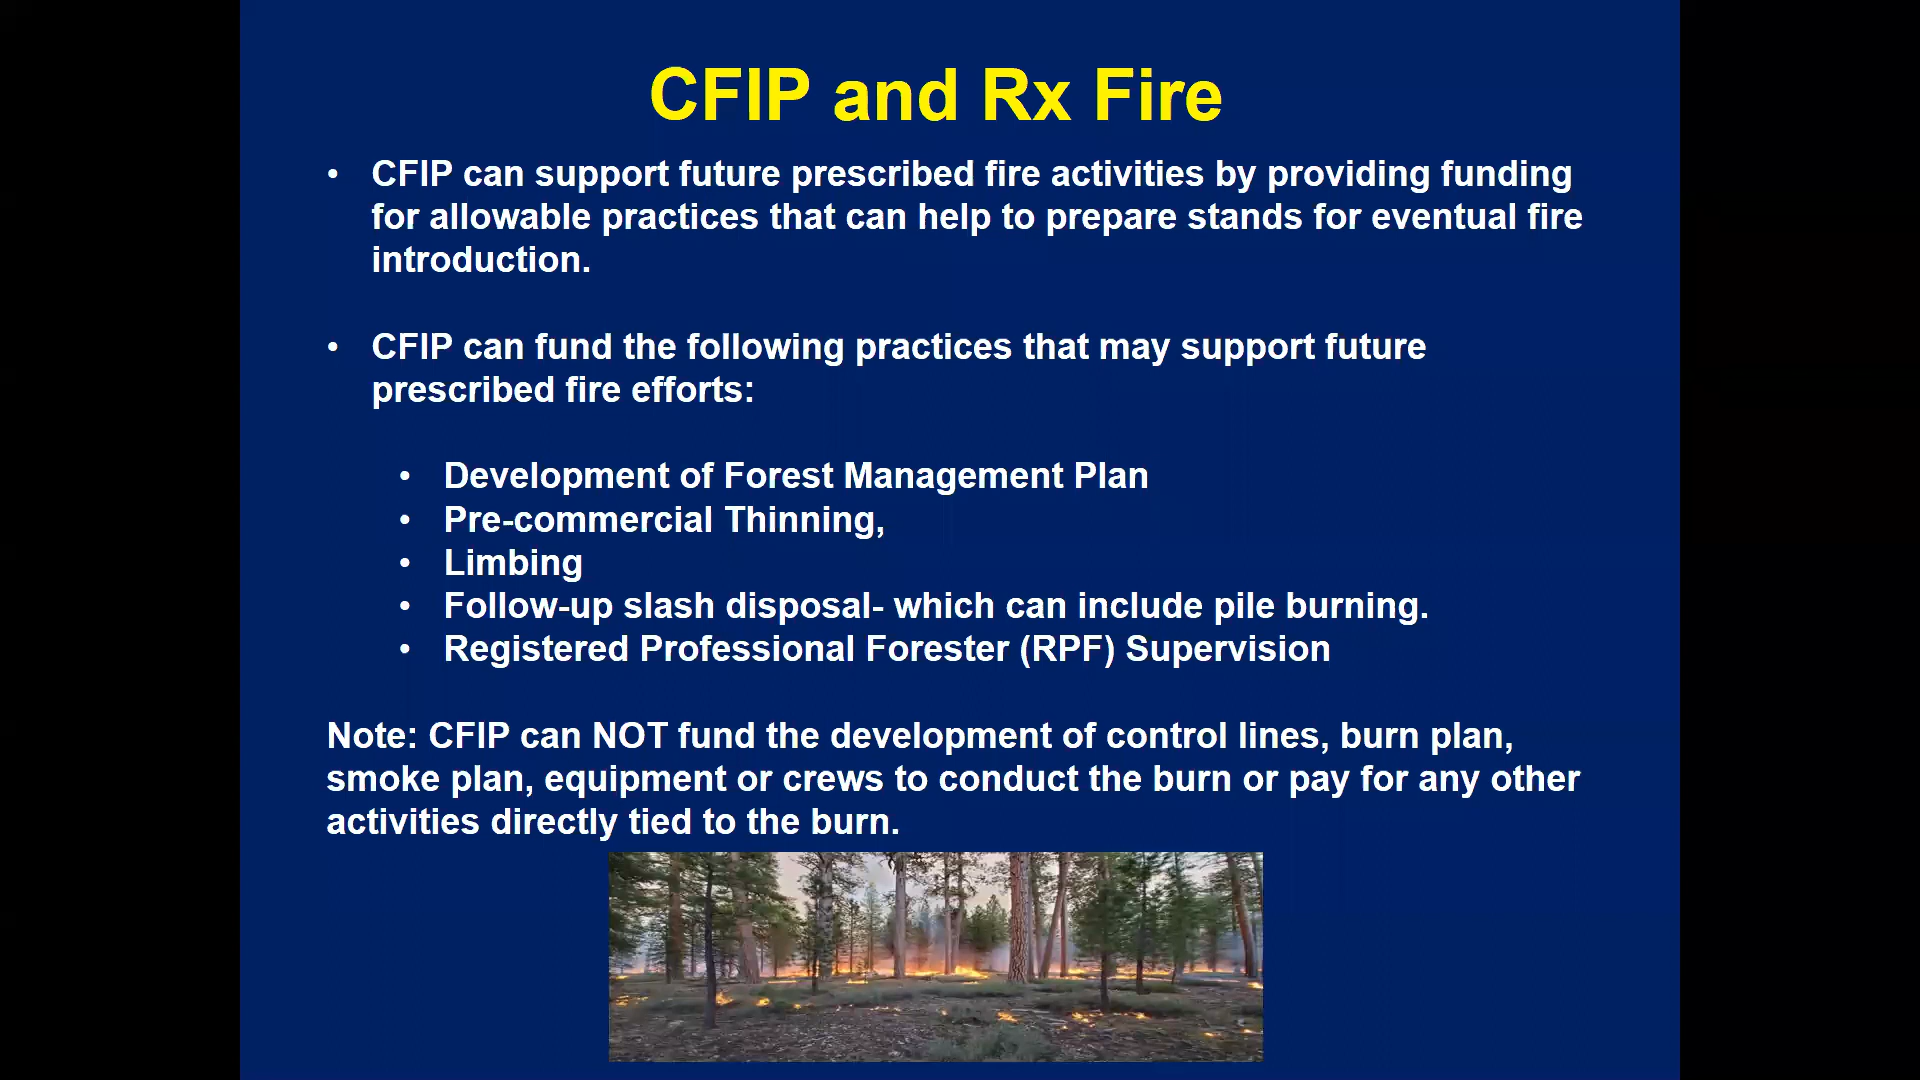 CFIP and Rx Fire
• CFIP can support future prescribed fire activities by providing funding
for allowable practices that can help to prepare stands for eventual fire
introduction.
• CFIP can fund the following practices that may support future
prescribed fire efforts:
• Development of Forest Management Plan
• Pre-commercial Thinning,
• Limbing
• Follow-up slash disposal- which can include pile burning.
• Registered Professional Forester (RPF) Supervision
Note: CFIP can NOT fund the development of control lines, burn plan,
smoke plan, equipment or crews to conduct the burn or pay for any other
activities directly tied to the burn.